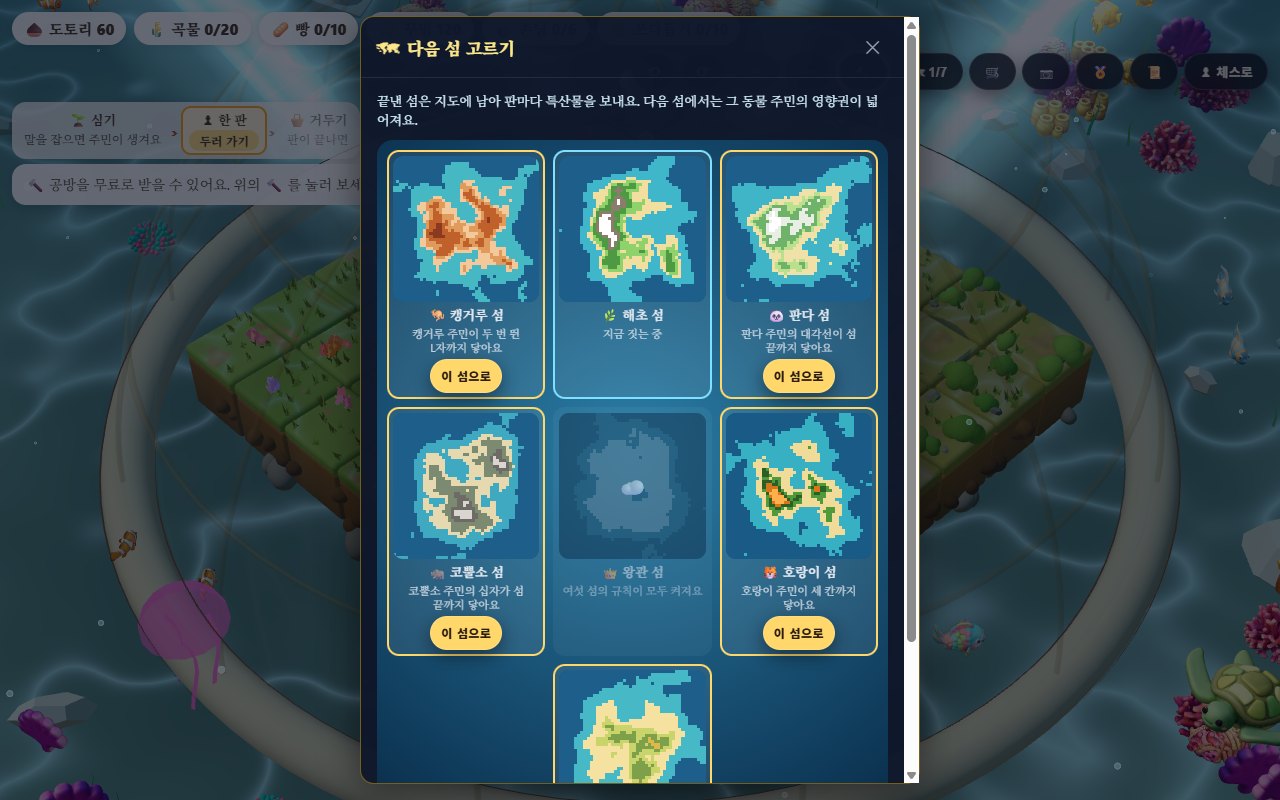 도토리 60
곡물 0/20
빵 0/10
다음 섬 고르기
1/7
체스로
심기
말을 잡으면 주민이 생겨요
한 판
두러 가기
거두기
판이 끝나면
공방을 무료로 받을 수 있어요. 위의 를 눌러 보세
끝낸 섬은 지도에 남아 판마다 특산물을 보내요. 다음 섬에서는 그 동물 주민의 영향권이 넓
어져요.
캥거루 섬
캥거루 주민이 두 번 뛴
L자까지 닿아요
이 섬으로
해초 섬
지금 짓는 중
판다 섬
판다 주민의 대각선이 섬
끝까지 닿아요
이 섬으로
코뿔소 섬
코뿔소 주민의 십자가 섬
끝까지 닿아요
이 섬으로
왕관 섬
여섯 섬의 규칙이 모두 켜져요
호랑이 섬
호랑이 주민이 세 칸까지
닿아요
이 섬으로